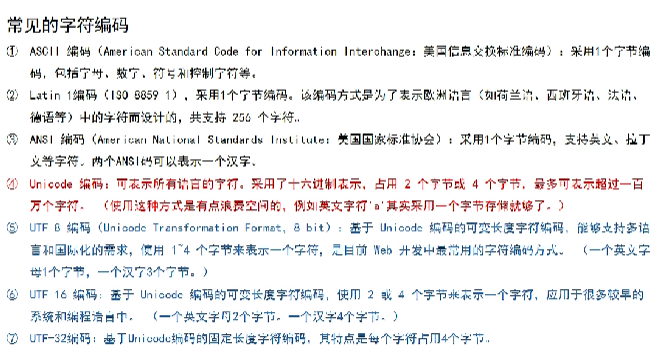 常见的字符编码
① ASCII 编码（American Standard Code for Information Interchange：美国信息交换标准编码）：采用1个字节编
码，包括字母、数字、符号和控制字符等。
② Latin 1编码（ISO 8859 1），采用1个字节编码。该编码方式是为了表示欧洲语言（如荷兰语、西班牙语、法语、
德语等）中的字符而设计的，共支持 256 个字符。
③ ANSI 编码（American National Standards Institute：美国国家标准协会）：采用1个字节编码，支持英文、拉丁
文等字符。两个ANSI码可以表示一个汉字。
④ Unicode 编码：可表示所有语言的字符。采用了十六进制表示，占用 2 个字节或 4 个字节，最多可表示超过一百
万个字符。（使用这种方式是有点浪费空间的，例如英文字符'a'其实采用一个字节存储就够了。）
⑤ UTF 8 编码（Unicode Transformation Format, 8 bit）：基于 Unicode 编码的可变长度字符编码，能够支持多语
言和国际化的需求，使用 1~4 个字节来表示一个字符，是目前 Web 开发中最常用的字符编码方式。（一个英文字
母1个字节，一个汉字3个字节。）
⑥ UTF 16 编码：基于 Unicode 编码的可变长度字符编码，使用 2 或 4 个字节来表示一个字符，应用于很多较早的
系统和编程语言中。（一个英文字母2个字节。一个汉字4个字节。）
⑦ UTF-32编码：基于Unicode编码的固定长度字符编码，其特点是每个字符占用4个字节。